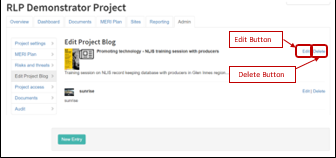 RLP Demonstrator Project
Overview Dashboard Documents MERI Plan Sites Reporting Admin
Edit Button
Project settings
Edit Project Blog
MERI Plan
Promoting technology - NLIS training session with producers
Edit | Delete
Risks and threats
Edit Project Blog
Delete Button
Training session on NLIS record keeping database with producers in Glen Innes region...
Project access
Documents
sunrise
Edit | Delete
sunrise
Audit
New Entry